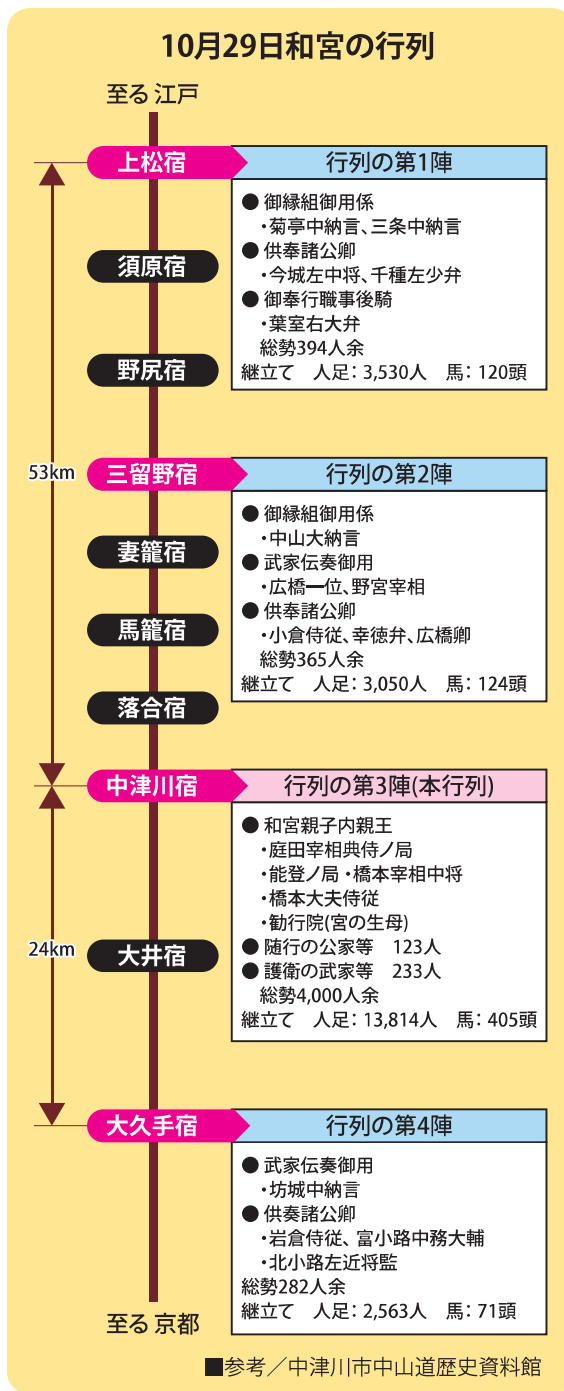 10月29日和宮の行列
至る 江戸
上松宿
行列の第1陣
● 御縁組御用係
・菊亭中納言、三条中納言
● 供奉諸公卿
・今城左中将、千種左少弁
● 御奉行職事後騎
・葉室右大弁
総勢394人余
継立て　人足：3,530人　馬：120頭
須原宿
野尻宿
53km
三留野宿
行列の第2陣
● 御縁組御用係
・中山大納言
● 武家伝奏御用
・広橋一位、野宮宰相
● 供奉諸公卿
・小倉侍従、幸徳弁、広橋卿
総勢365人余
継立て　人足：3,050人　馬：124頭
妻籠宿
馬籠宿
落合宿
中津川宿
行列の第3陣(本行列)
● 和宮親子内親王
・庭田宰相典侍ノ局
・能登ノ局・橋本宰相中将
・橋本大夫侍従
・勧行院(宮の生母)
● 随行の公家等　123人
● 護衛の武家等　233人
総勢4,000人余
継立て　人足：13,814人　馬：405頭
24km
大井宿
大久手宿
行列の第4陣
● 武家伝奏御用
・坊城中納言
● 供奏諸公卿
・岩倉侍従、富小路中務大輔
・北小路左近将監
総勢282人余
継立て　人足：2,563人　馬：71頭
至る 京都
■参考／中津川市中山道歴史資料館